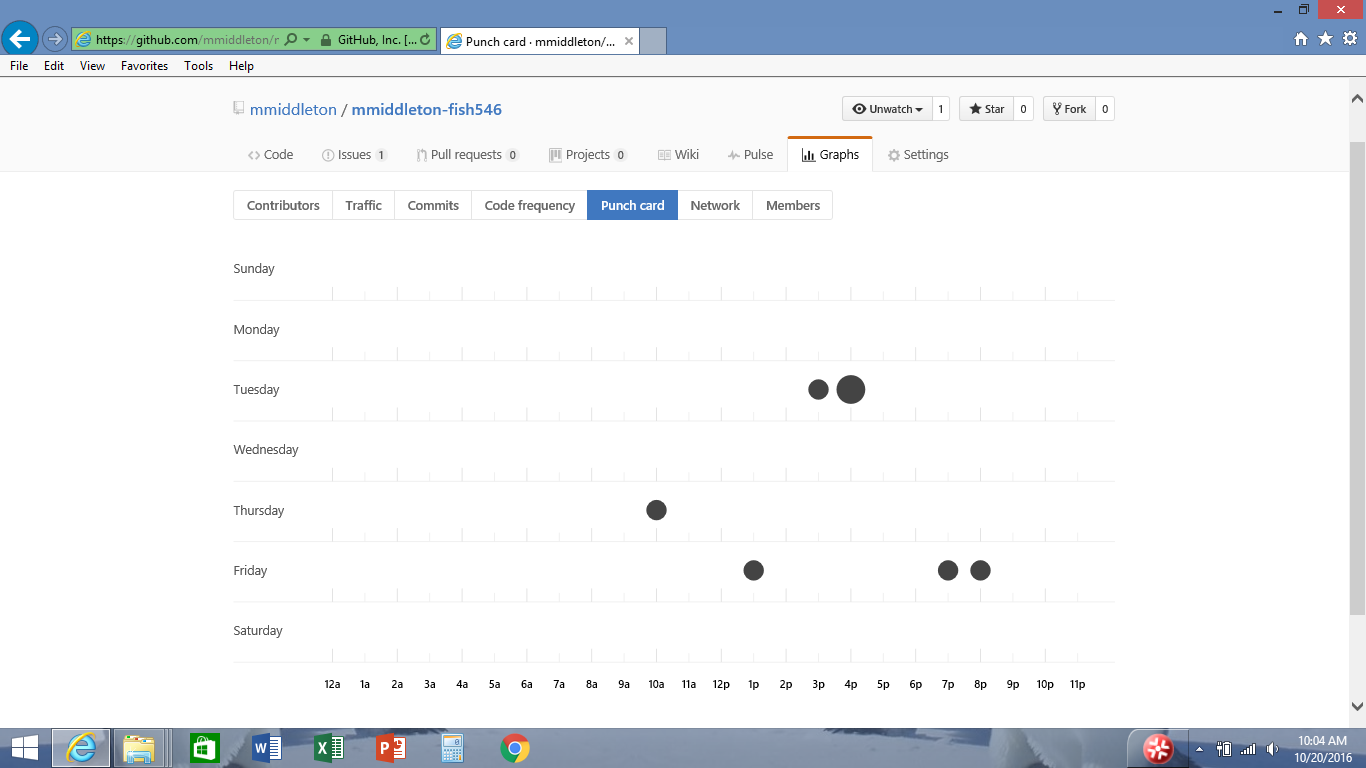 https://github.com/mmiddleton/r
GitHub, Inc. [...
Punch card · mmiddleton/...
File Edit View Favorites Tools Help
mmiddleton / mmiddleton-fish546
Unwatch 1 Star 0 Fork 0
Code Issues 1 Pull requests 0 Projects 0 Wiki Pulse Graphs Settings
Contributors Traffic Commits Code frequency Punch card Network Members
Sunday
Monday
Tuesday
Wednesday
Thursday
Friday
Saturday
12a 1a 2a 3a 4a 5a 6a 7a 8a 9a 10a 11a 12p 1p 2p 3p 4p 5p 6p 7p 8p 9p 10p 11p
10:04 AM
10/20/2016